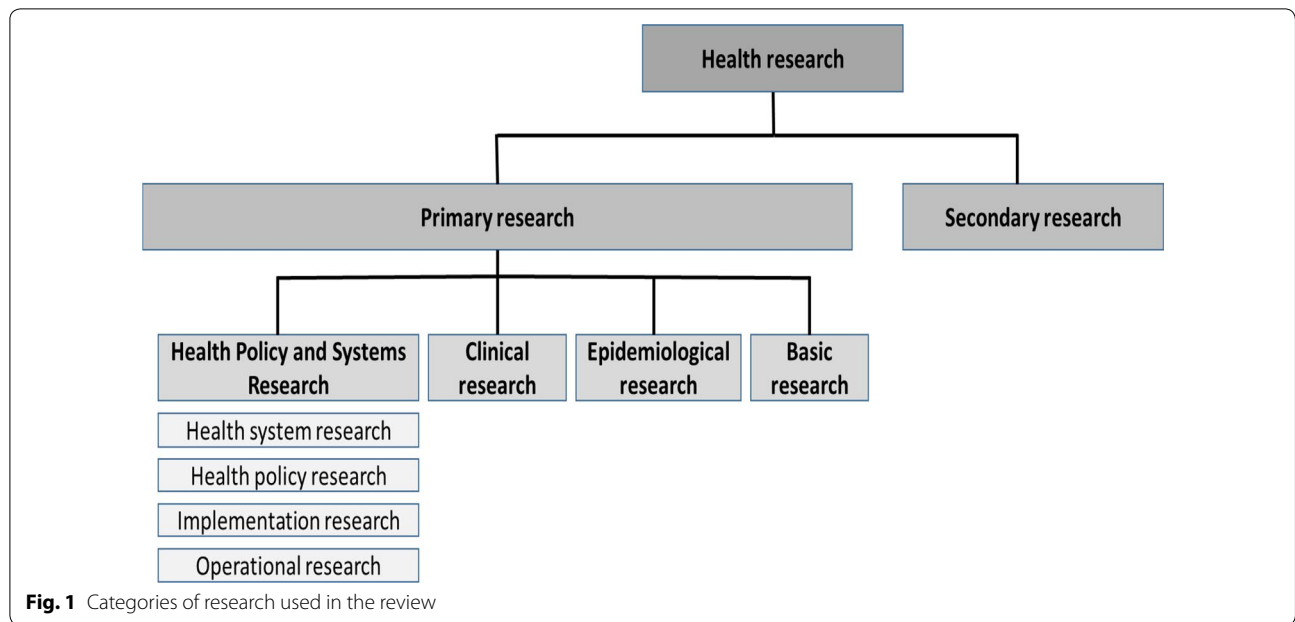 Health research
Primary research
Secondary research
Health Policy and Systems
Research
Clinical
research
Epidemiological
research
Basic
research
Health system research
Health policy research
Implementation research
Operational research
Fig. 1 Categories of research used in the review